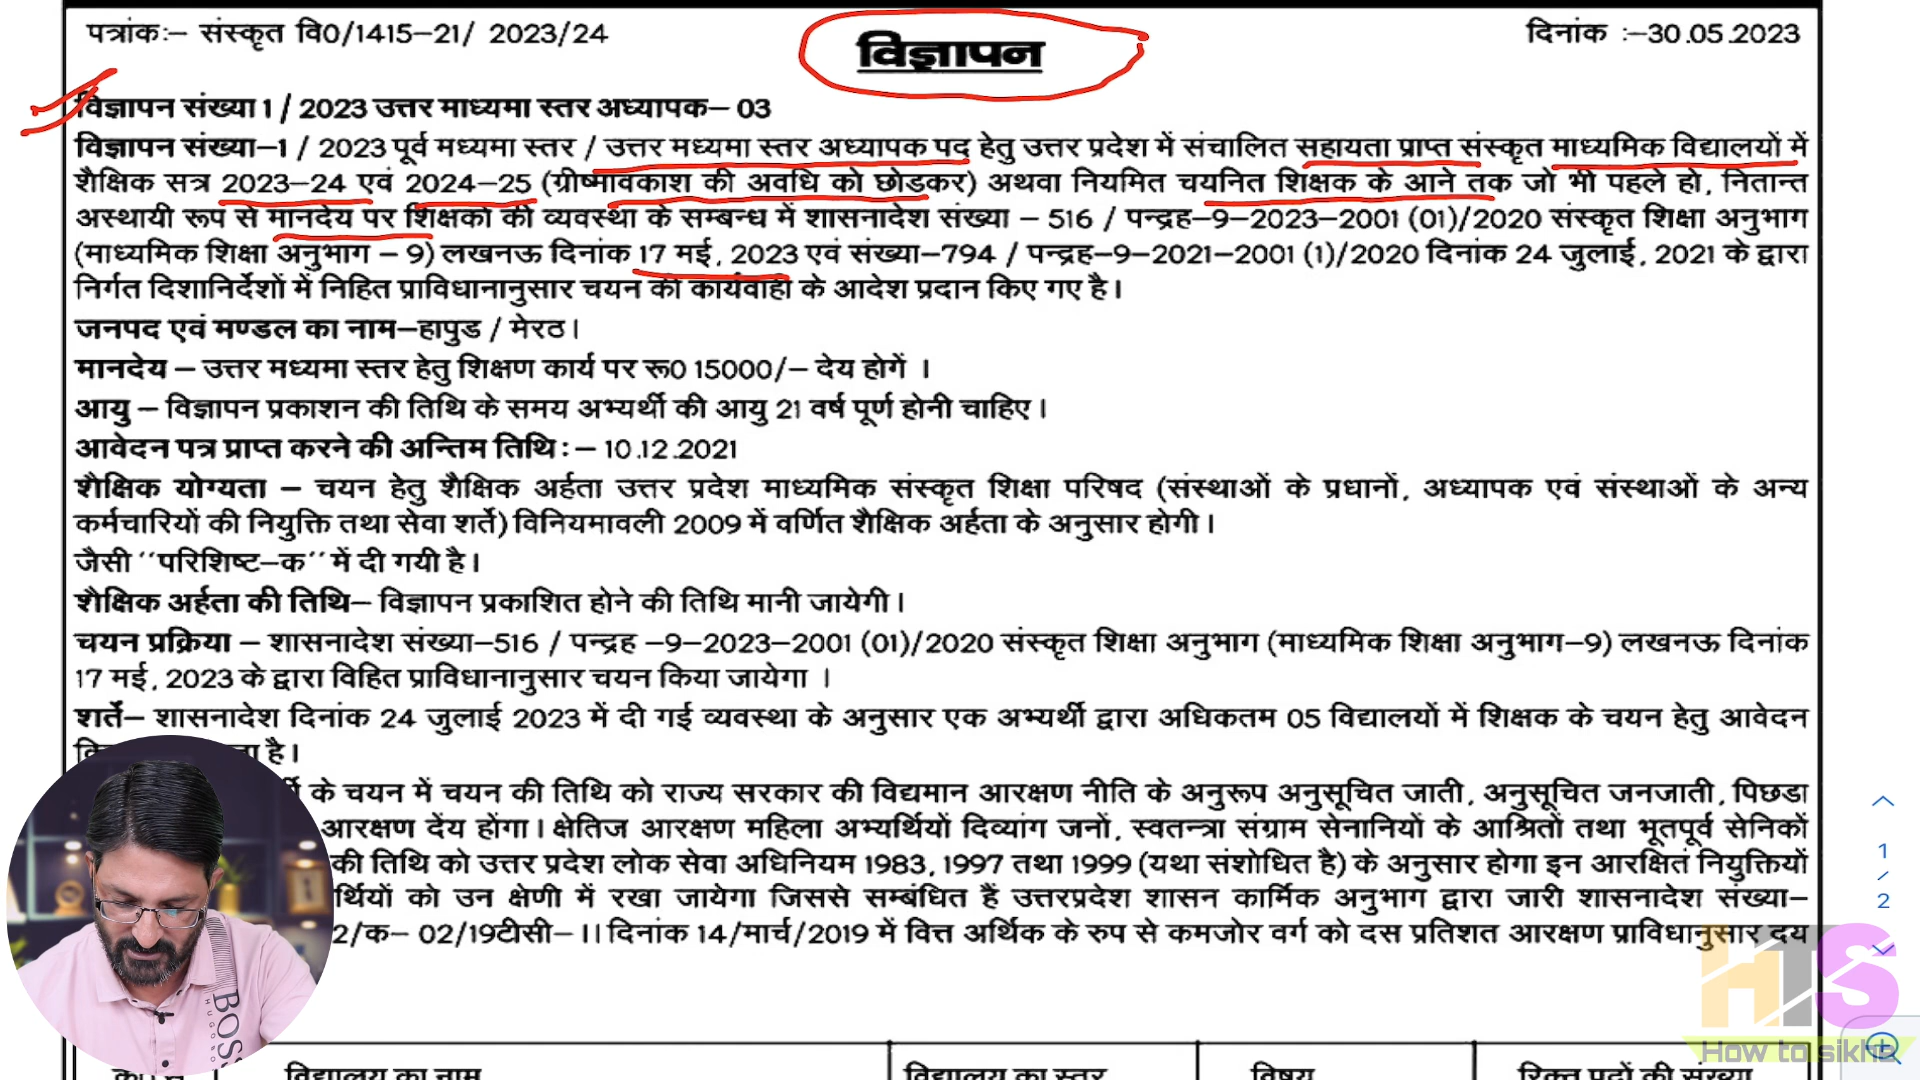 पत्रांकः– संस्कृत वि0/1415–21/ 2023/24
विज्ञापन
दिनांक :–30.05.2023
विज्ञापन संख्या 1 / 2023 उत्तर माध्यमा स्तर अध्यापक– 03
विज्ञापन संख्या–1 / 2023 पूर्व मध्यमा स्तर / उत्तर मध्यमा स्तर अध्यापक पद हेतु उत्तर प्रदेश में संचालित सहायता प्राप्त संस्कृत माध्यमिक विद्यालयों में
शैक्षिक सत्र 2023–24 एवं 2024–25 (ग्रीष्मावकाश की अवधि को छोडकर) अथवा नियमित चयनित शिक्षक के आने तक जो भी पहले हो, नितान्त
अस्थायी रूप से मानदेय पर शिक्षको की व्यवस्था के सम्बन्ध में शासनादेश संख्या – 516 / पन्द्रह–9–2023–2001 (01)/2020 संस्कृत शिक्षा अनुभाग
(माध्यमिक शिक्षा अनुभाग – 9) लखनऊ दिनांक 17 मई, 2023 एवं संख्या–794 / पन्द्रह–9–2021–2001 (1)/2020 दिनांक 24 जुलाई, 2021 के द्वारा
निर्गत दिशानिर्देशों में निहित प्राविधानानुसार चयन की कार्यवाही के आदेश प्रदान किए गए है।
जनपद एवं मण्डल का नाम–हापुड / मेरठ।
मानदेय – उत्तर मध्यमा स्तर हेतु शिक्षण कार्य पर रू0 15000/– देय होगें ।
आयु – विज्ञापन प्रकाशन की तिथि के समय अभ्यर्थी की आयु 21 वर्ष पूर्ण होनी चाहिए।
आवेदन पत्र प्राप्त करने की अन्तिम तिथि : – 10.12.2021
शैक्षिक योग्यता – चयन हेतु शैक्षिक अर्हता उत्तर प्रदेश माध्यमिक संस्कृत शिक्षा परिषद (संस्थाओं के प्रधानों, अध्यापक एवं संस्थाओं के अन्य
कर्मचारियों की नियुक्ति तथा सेवा शर्ते) विनियमावली 2009 में वर्णित शैक्षिक अर्हता के अनुसार होगी।
जैसी ''परिशिष्ट–क'' में दी गयी है।
शैक्षिक अर्हता की तिथि– विज्ञापन प्रकाशित होने की तिथि मानी जायेगी।
चयन प्रक्रिया – शासनादेश संख्या–516 / पन्द्रह –9–2023–2001 (01)/2020 संस्कृत शिक्षा अनुभाग (माध्यमिक शिक्षा अनुभाग–9) लखनऊ दिनांक
17 मई, 2023 के द्वारा विहित प्राविधानानुसार चयन किया जायेगा ।
शर्ते– शासनादेश दिनांक 24 जुलाई 2023 में दी गई व्यवस्था के अनुसार एक अभ्यर्थी द्वारा अधिकतम 05 विद्यालयों में शिक्षक के चयन हेतु आवेदन
है।
के चयन में चयन की तिथि को राज्य सरकार की विद्यमान आरक्षण नीति के अनुरूप अनुसूचित जाती, अनुसूचित जनजाती, पिछडा
आरक्षण देंय होंगा। क्षेतिज आरक्षण महिला अभ्यर्थियों दिव्यांग जनों, स्वतन्त्रा संग्राम सेनानियों के आश्रितों तथा भूतपूर्व सेनिकों
की तिथि को उत्तर प्रदेश लोक सेवा अधिनियम 1983, 1997 तथा 1999 (यथा संशोधित है) के अनुसार होगा इन आरक्षितं नियुक्तियों
र्थियों को उन क्षेणी में रखा जायेगा जिससे सम्बंधित हैं उत्तरप्रदेश शासन कार्मिक अनुभाग द्वारा जारी शासनादेश संख्या–
2/क– 02/19टीसी– II दिनांक 14/मार्च/2019 में वित्त आर्थिक के रुप से कमजोर वर्ग को दस प्रतिशत आरक्षण प्राविधानुसार दय
विद्यालय का नाम विद्यालय का स्तर विषय रिक्त पदों की संख्या
1
/
2
BOSS
HTS
How to sikhe